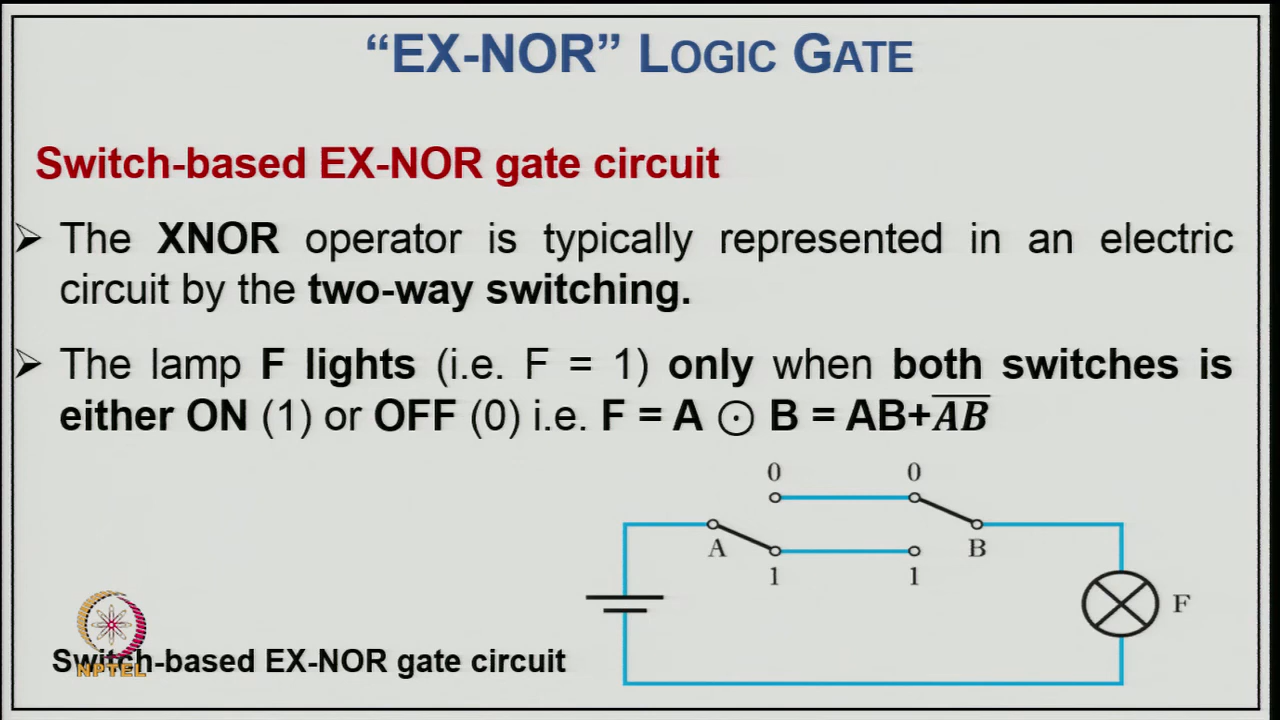 “EX-NOR” LOGIC GATE
Switch-based EX-NOR gate circuit
➢ The XNOR operator is typically represented in an electric
circuit by the two-way switching.
➢ The lamp F lights (i.e. F = 1) only when both switches is
either ON (1) or OFF (0) i.e. F = A ⨀ B = AB+\overline{AB}
0 0
A B
1 1
F
Switch-based EX-NOR gate circuit
NPTEL